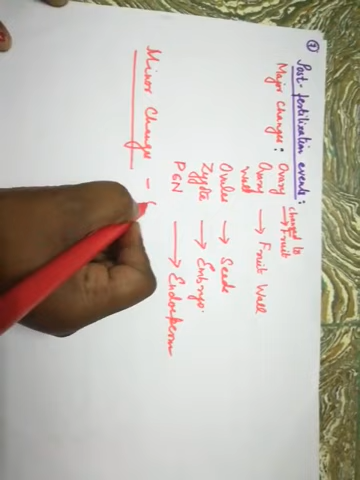 ② Post-fertilization events:
Major changes: Ovary changed to → Fruit
Ovary wall → Fruit Wall
Ovules → Seeds
Zygote → Embryo.
PEN → Endosperm
Minor Changes -